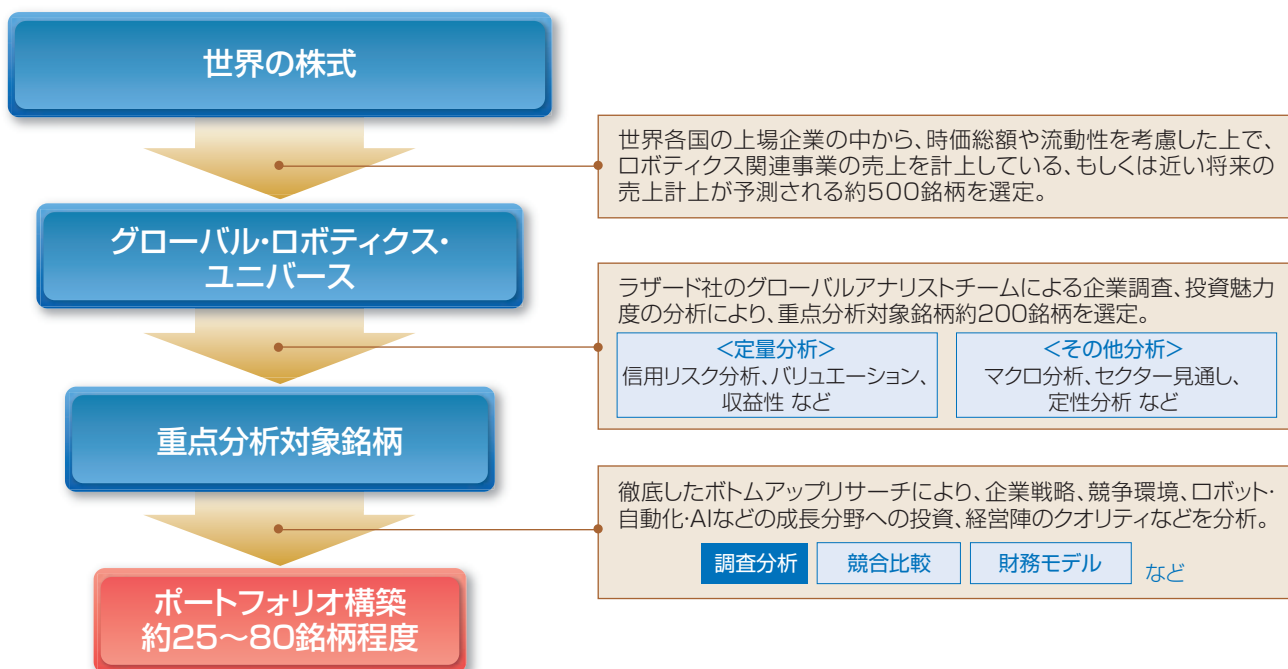 世界の株式
世界各国の上場企業の中から、時価総額や流動性を考慮した上で、
ロボティクス関連事業の売上を計上している、もしくは近い将来の
売上計上が予測される約500銘柄を選定。
グローバル・ロボティクス・
ユニバース
ラザード社のグローバルアナリストチームによる企業調査、投資魅力
度の分析により、重点分析対象銘柄約200銘柄を選定。
<定量分析>
信用リスク分析、バリュエーション、
収益性 など
<その他分析>
マクロ分析、セクター見通し、
定性分析 など
重点分析対象銘柄
徹底したボトムアップリサーチにより、企業戦略、競争環境、ロボット・
自動化・AIなどの成長分野への投資、経営陣のクオリティなどを分析。
調査分析
競合比較
財務モデル
など
ポートフォリオ構築
約25〜80銘柄程度